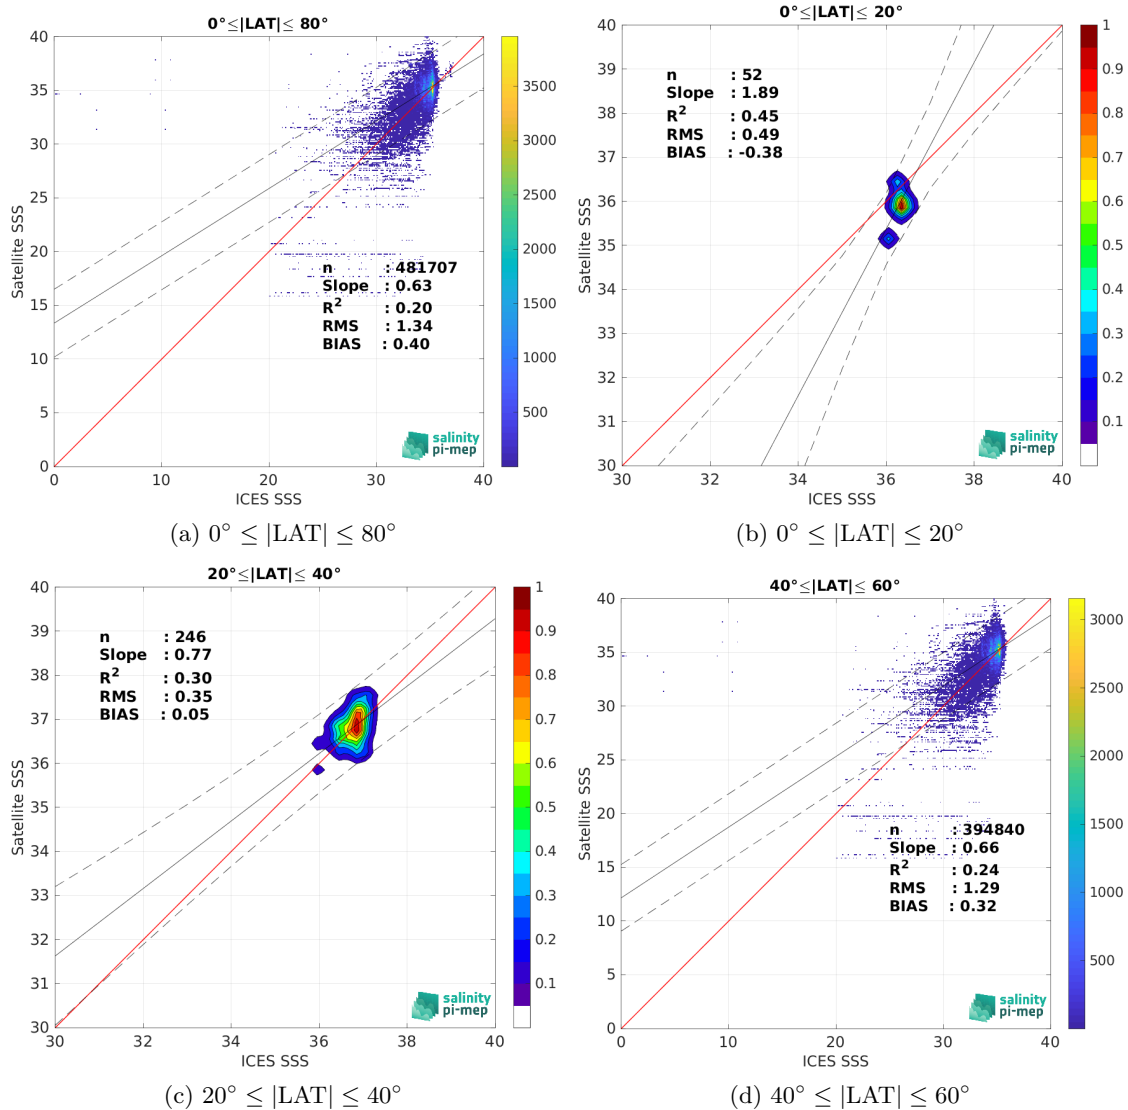 0°≤|LAT|≤ 80°
Satellite SSS
40
35
30
25
20
15
10
5
0
n : 481707
Slope : 0.63
R² : 0.20
RMS : 1.34
BIAS : 0.40
salinity
pi-mep
0 10 20 30 40
ICES SSS
3500
3000
2500
2000
1500
1000
500
(a) 0° ≤ |LAT| ≤ 80°
0°≤|LAT|≤ 20°
Satellite SSS
40
39
38
37
36
35
34
33
32
31
30
n : 52
Slope : 1.89
R² : 0.45
RMS : 0.49
BIAS : -0.38
salinity
pi-mep
30 32 34 36 38 40
ICES SSS
1
0.9
0.8
0.7
0.6
0.5
0.4
0.3
0.2
0.1
(b) 0° ≤ |LAT| ≤ 20°
20°≤|LAT|≤ 40°
Satellite SSS
40
39
38
37
36
35
34
33
32
31
30
n : 246
Slope : 0.77
R² : 0.30
RMS : 0.35
BIAS : 0.05
salinity
pi-mep
30 32 34 36 38 40
ICES SSS
1
0.9
0.8
0.7
0.6
0.5
0.4
0.3
0.2
0.1
(c) 20° ≤ |LAT| ≤ 40°
40°≤|LAT|≤ 60°
Satellite SSS
40
35
30
25
20
15
10
5
0
n : 394840
Slope : 0.66
R² : 0.24
RMS : 1.29
BIAS : 0.32
salinity
pi-mep
0 10 20 30 40
ICES SSS
3000
2500
2000
1500
1000
500
(d) 40° ≤ |LAT| ≤ 60°